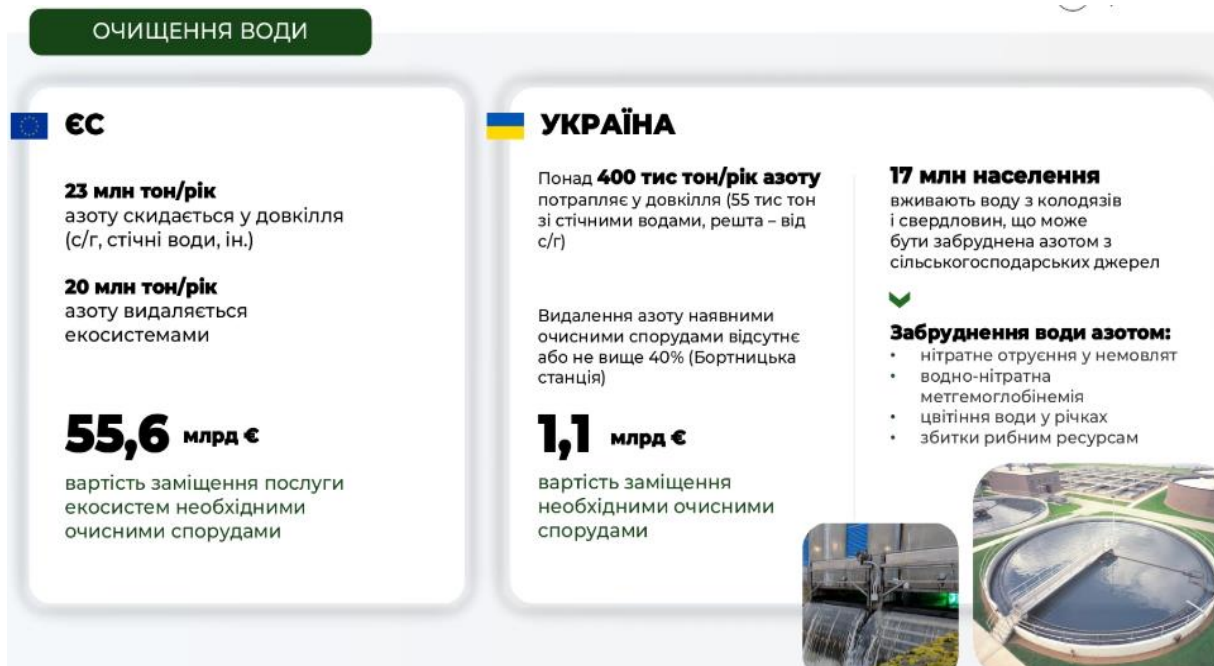 ОЧИЩЕННЯ ВОДИ
ЄС
23 млн тон/рік
азоту скидається у довкілля
(с/г, стічні води, ін.)
20 млн тон/рік
азоту видаляється
екосистемами
55,6 млрд €
вартість заміщення послуги
екосистем необхідними
очисними спорудами
УКРАЇНА
Понад 400 тис тон/рік азоту
потрапляє у довкілля (55 тис тон
зі стічними водами, решта – від
с/г)
Видалення азоту наявними
очисними спорудами відсутнє
або не вище 40% (Бортницька
станція)
1,1 млрд €
вартість заміщення
необхідними очисними
спорудами
17 млн населення
вживають воду з колодязів
і свердловин, що може
бути забруднена азотом з
сільськогосподарських джерел
Забруднення води азотом:
• нітратне отруєння у немовлят
• водно-нітратна
метгемоглобінемія
• цвітіння води у річках
• збитки рибним ресурсам